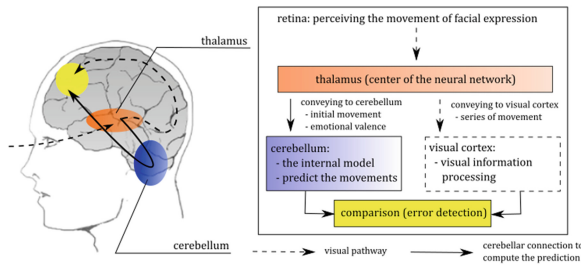 thalamus
cerebellum
retina: perceiving the movement of facial expression
thalamus (center of the neural network)
conveying to cerebellum
- initial movement
- emotional valence
conveying to visual cortex
- series of movement
cerebellum:
- the internal model
- predict the movements
visual cortex:
- visual information
processing
comparison (error detection)
visual pathway
cerebellar connection to
compute the prediction